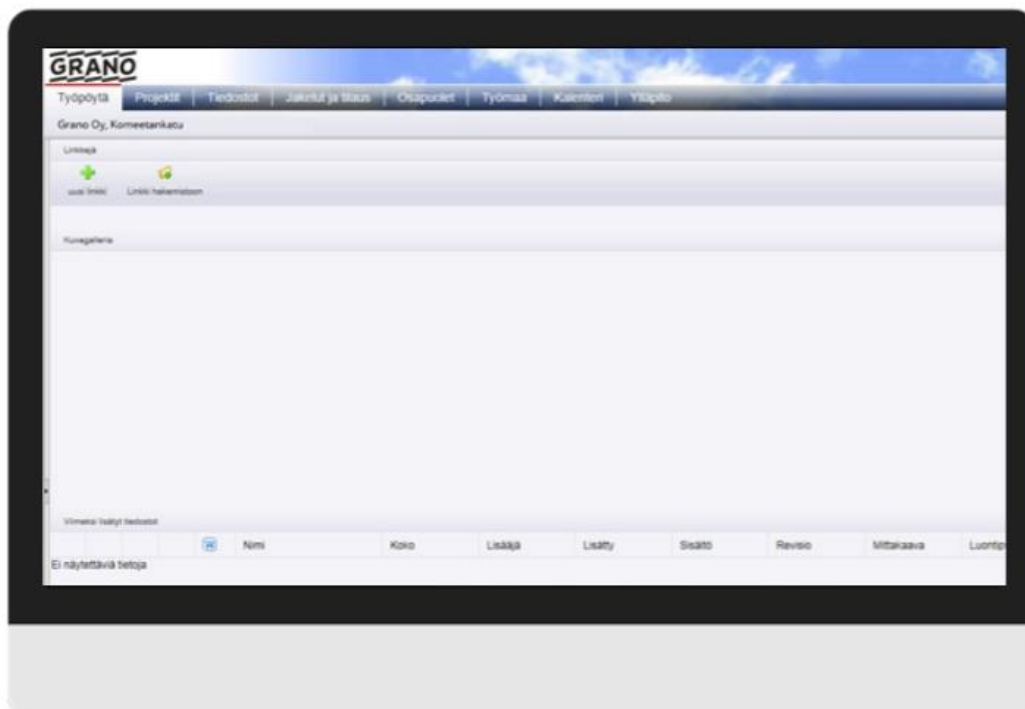 GRANO
Työpöytä Projektit Tiedostot Jakelut ja tilaus Osapuolet Työmaa Kalenteri Ylläpito
Grano Oy, Komeetankatu
Linkkejä
uusi linkki Linkki hakemistoon
Kuvagalleria
Viimeksi lisätyt tiedostot
Nimi Koko Lisääjä Lisätty Sisältö Revisio Mittakaava Luontip
Ei näytettäviä tietoja